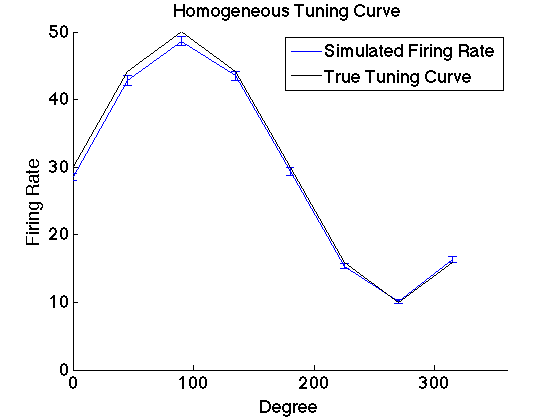 Homogeneous Tuning Curve
Simulated Firing Rate
True Tuning Curve
50
40
30
20
10
0
Firing Rate
0
100
200
300
Degree